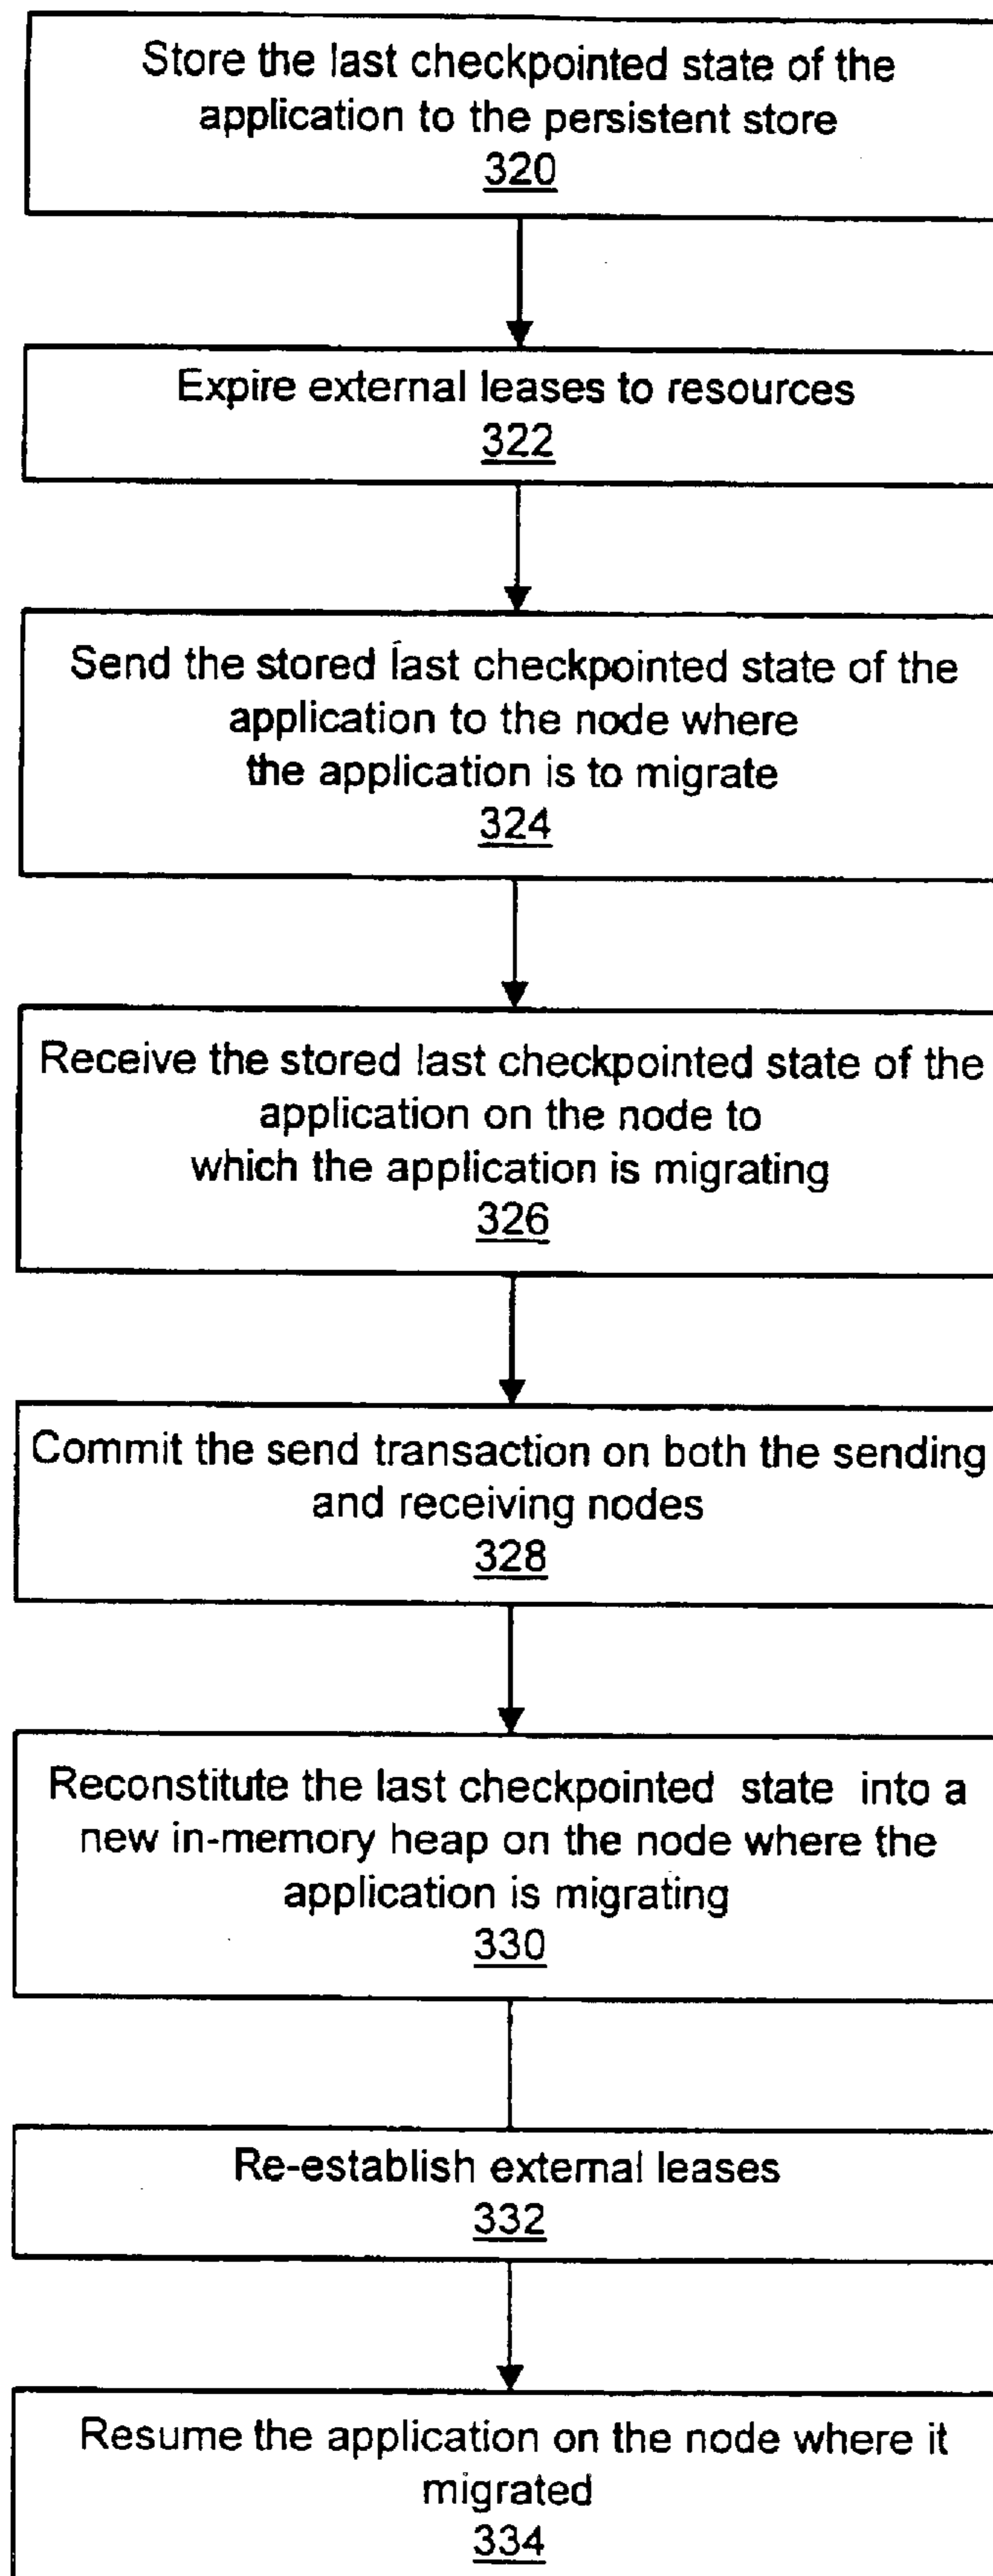 Store the last checkpointed state of the
application to the persistent store
320
Expire external leases to resources
322
Send the stored last checkpointed state of the
application to the node where
the application is to migrate
324
Receive the stored last checkpointed state of the
application on the node to
which the application is migrating
326
Commit the send transaction on both the sending
and receiving nodes
328
Reconstitute the last checkpointed state into a
new in-memory heap on the node where the
application is migrating
330
Re-establish external leases
332
Resume the application on the node where it
migrated
334